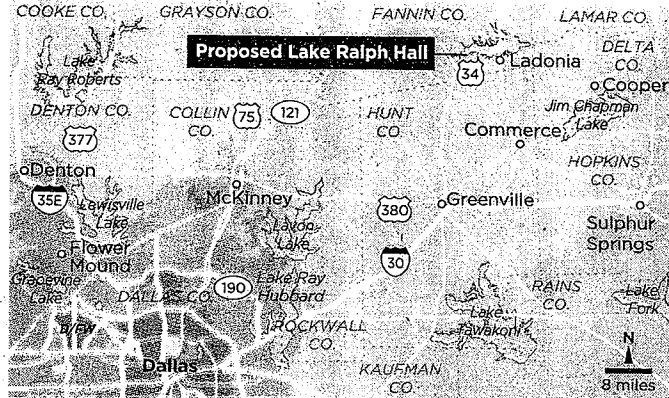 COOKE CO.
GRAYSON CO.
FANNIN CO.
LAMAR CO.
Proposed Lake Ralph Hall
Lake
Ray Roberts
34
Ladonia
DELTA
CO.
Cooper
DENTON CO.
COLLIN
CO.
75
121
HUNT
CO.
Jim Chapman
Lake
377
Commerce
HOPKINS
CO.
Denton
35E
McKinney
Lewisville
Lake
380
Greenville
Lavon
Lake
Sulphur
Springs
Flower
Mound
30
Grapevine
Lake
DALLAS CO.
190
Lake Ray
Hubbard
RAINS
CO.
Lake
Fork
D/FW
ROCKWALL
CO.
Lake
Tawakoni
Dallas
KAUFMAN
CO.
N
8 miles